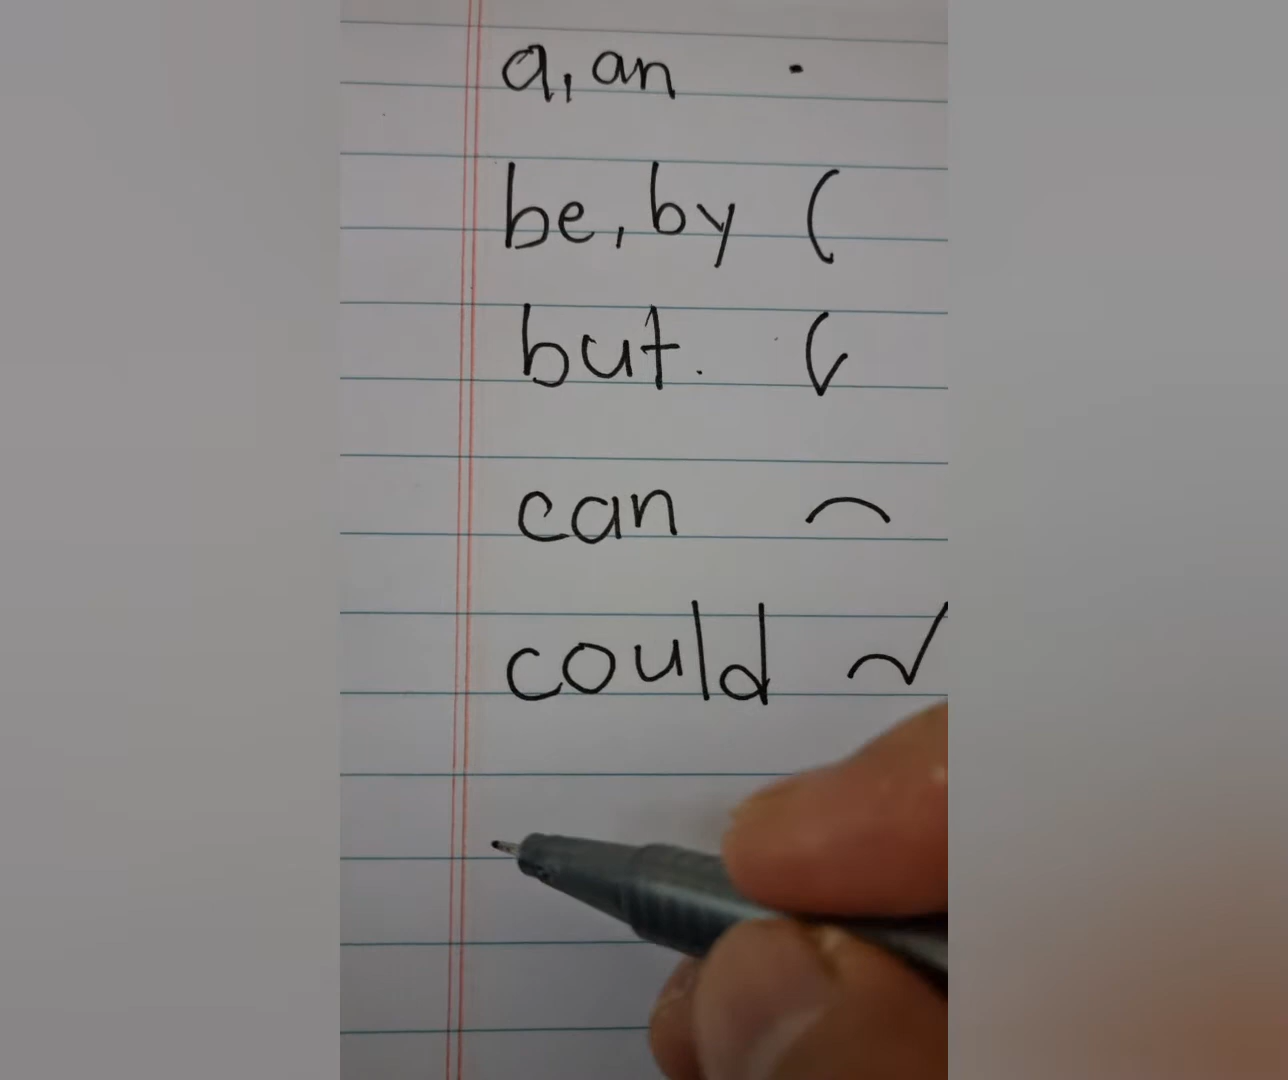 a, an .
be, by (
but.
can
could